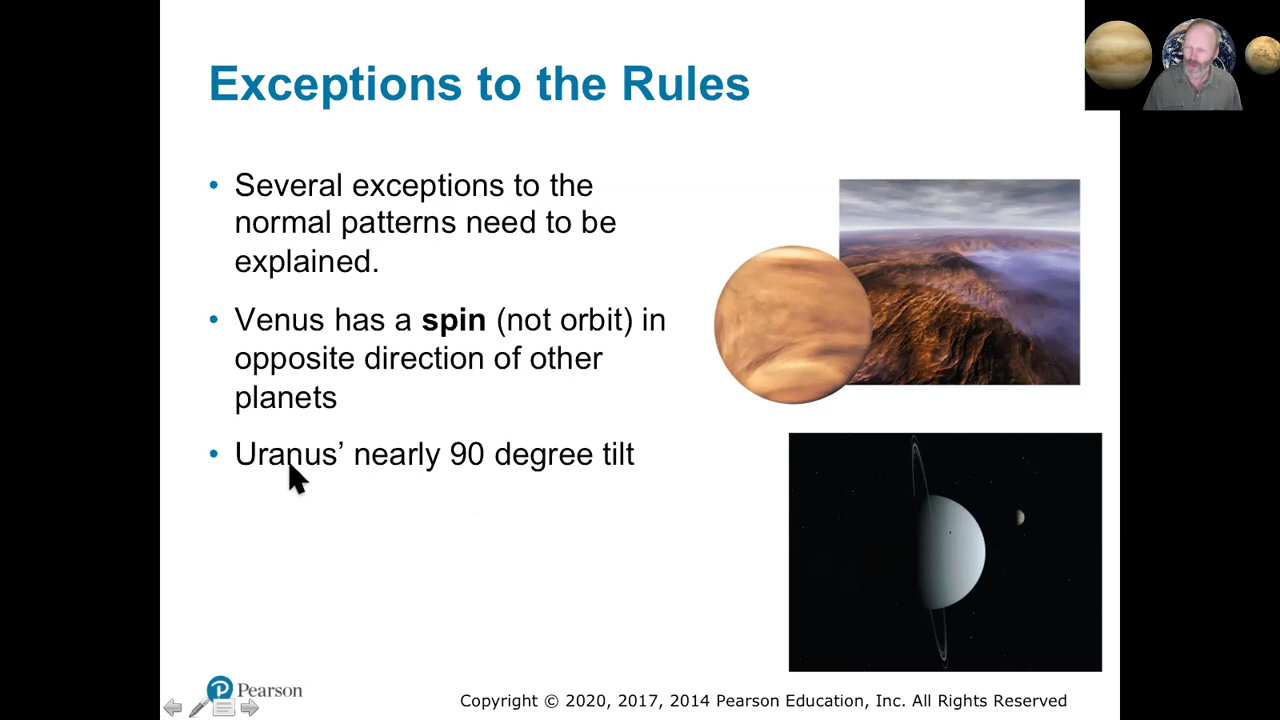 Exceptions to the Rules
• Several exceptions to the
normal patterns need to be
explained.
• Venus has a spin (not orbit) in
opposite direction of other
planets
• Uranus’ nearly 90 degree tilt
Pearson
Copyright © 2020, 2017, 2014 Pearson Education, Inc. All Rights Reserved